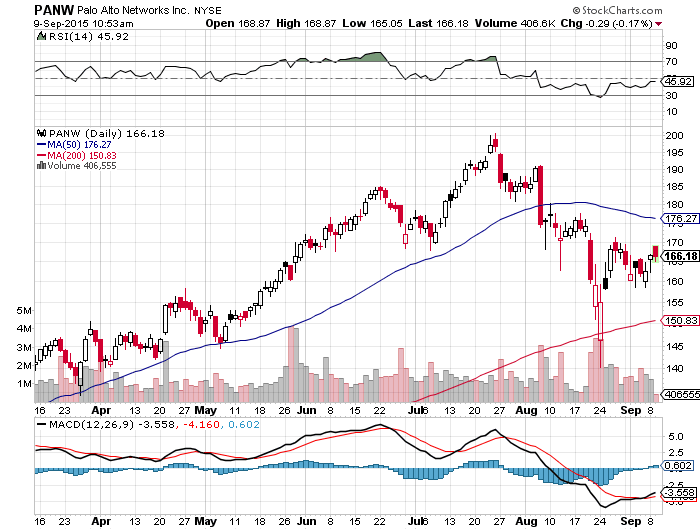 PANW Palo Alto Networks Inc. NYSE © StockCharts.com
9-Sep-2015 10:53am Open 168.87 High 168.87 Low 165.05 Last 166.18 Volume 406.6K Chg -0.29 (-0.17%)
RSI(14) 45.92
90
70
50
45.92
30
10
PANW (Daily) 166.18
MA(50) 176.27
MA(200) 150.83
Volume 406,555
200
195
190
185
180
176.27
170
166.18
160
155
150.83
145
140
406555
5M
4M
3M
2M
1M
16 23 Apr 13 20 27 May 11 18 26 Jun 8 15 22 Jul 6 13 20 27 Aug 10 17 24 Sep 8
MACD(12,26,9) -3.558, -4.160, 0.602
5.0
2.5
0.602
-3.558
16 23 Apr 13 20 27 May 11 18 26 Jun 8 15 22 Jul 6 13 20 27 Aug 10 17 24 Sep 8